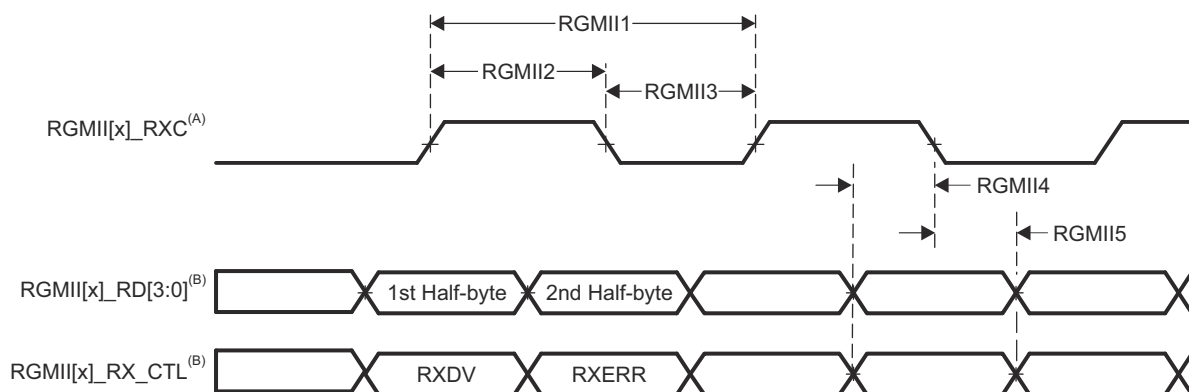 RGMII1
RGMII2
RGMII3
RGMII[x]_RXC(A)
RGMII4
RGMII5
RGMII[x]_RD[3:0](B)
1st Half-byte
2nd Half-byte
RGMII[x]_RX_CTL(B)
RXDV
RXERR